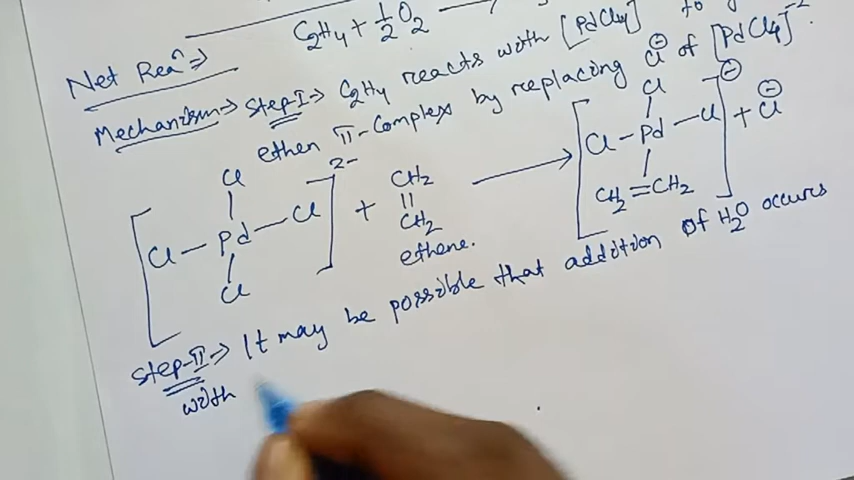 Net Reaⁿ⇒ C₂H₄ + 1/2 O₂ →
Mechanism→ Step-I→ C₂H₄ reacts with [PdCl₄] to
ethen π-Complex by replacing Cl⊖ of [PdCl₄]⁻²
[Cl–Pd(Cl)(Cl)–Cl]²⁻ + CH₂=CH₂ → [Cl–Pd(Cl)(CH₂=CH₂)–Cl]⊖ + Cl⊖
ethene.
Step-II→ It may be possible that addition of H₂O occurs
with